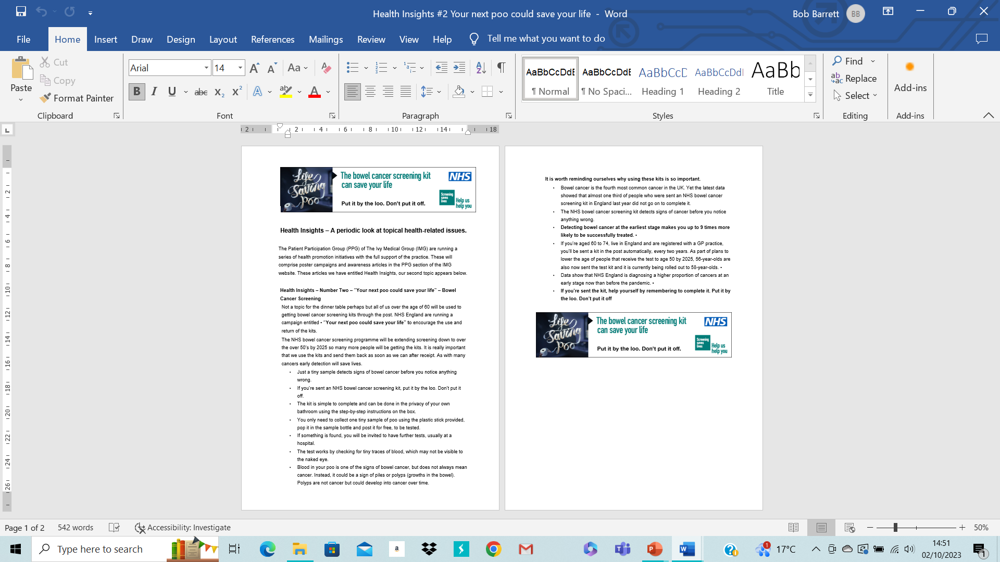 Health Insights #2 Your next poo could save your life - Word
Bob Barrett
BB
File
Home
Insert
Draw
Design
Layout
References
Mailings
Review
View
Help
Tell me what you want to do
Paste
Cut
Copy
Format Painter
Clipboard
Arial
14
Font
Paragraph
AaBbCcDdE
¶ Normal
AaBbCcDdE
¶ No Spaci...
AaBbCcD
Heading 1
AaBbCcDdE
Heading 2
AaBb
Title
Styles
Find
Replace
Select
Editing
Add-ins
Add-ins
2 2 4 6 8 10 12 14 18
2 4 6 8 10 12 14 16 18 20 22 24 26
Life Saving Poo
The bowel cancer screening kit
can save your life
Put it by the loo. Don't put it off.
NHS
Screening saves lives
Help us help you
Health Insights – A periodic look at topical health-related issues.
The Patient Participation Group (PPG) of The Ivy Medical Group (IMG) are running a
series of health promotion initiatives with the full support of the practice. These will
comprise poster campaigns and awareness articles in the PPG section of the IMG
website. These articles we have entitled Health Insights, our second topic appears below.
Health Insights – Number Two – "Your next poo could save your life" – Bowel
Cancer Screening
Not a topic for the dinner table perhaps but all of us over the age of 60 will be used to
getting bowel cancer screening kits through the post. NHS England are running a
campaign entitled • "Your next poo could save your life" to encourage the use and
return of the kits.
The NHS bowel cancer screening programme will be extending screening down to over
the over 50's by 2025 so many more people will be getting the kits. It is really important
that we use the kits and send them back as soon as we can after receipt. As with many
cancers early detection will save lives.
• Just a tiny sample detects signs of bowel cancer before you notice anything
wrong.
• If you're sent an NHS bowel cancer screening kit, put it by the loo. Don't put it
off.
• The kit is simple to complete and can be done in the privacy of your own
bathroom using the step-by-step instructions on the box.
• You only need to collect one tiny sample of poo using the plastic stick provided,
pop it in the sample bottle and post it for free, to be tested.
• If something is found, you will be invited to have further tests, usually at a
hospital.
• The test works by checking for tiny traces of blood, which may not be visible to
the naked eye.
• Blood in your poo is one of the signs of bowel cancer, but does not always mean
cancer. Instead, it could be a sign of piles or polyps (growths in the bowel).
Polyps are not cancer but could develop into cancer over time.
It is worth reminding ourselves why using these kits is so important.
• Bowel cancer is the fourth most common cancer in the UK. Yet the latest data
showed that almost one third of people who were sent an NHS bowel cancer
screening kit in England last year did not go on to complete it.
• The NHS bowel cancer screening kit detects signs of cancer before you notice
anything wrong.
• Detecting bowel cancer at the earliest stage makes you up to 9 times more
likely to be successfully treated. •
• If you're aged 60 to 74, live in England and are registered with a GP practice,
you'll be sent a kit in the post automatically, every two years. As part of plans to
lower the age of people that receive the test to age 50 by 2025, 56-year-olds are
also now sent the test kit and it is currently being rolled out to 58-year-olds. •
• Data show that NHS England is diagnosing a higher proportion of cancers at an
early stage now than before the pandemic. •
• If you're sent the kit, help yourself by remembering to complete it. Put it by
the loo. Don't put it off
Life Saving Poo
The bowel cancer screening kit
can save your life
Put it by the loo. Don't put it off.
NHS
Screening saves lives
Help us help you
Page 1 of 2
542 words
Accessibility: Investigate
50%
Type here to search
17°C
14:51
02/10/2023
1